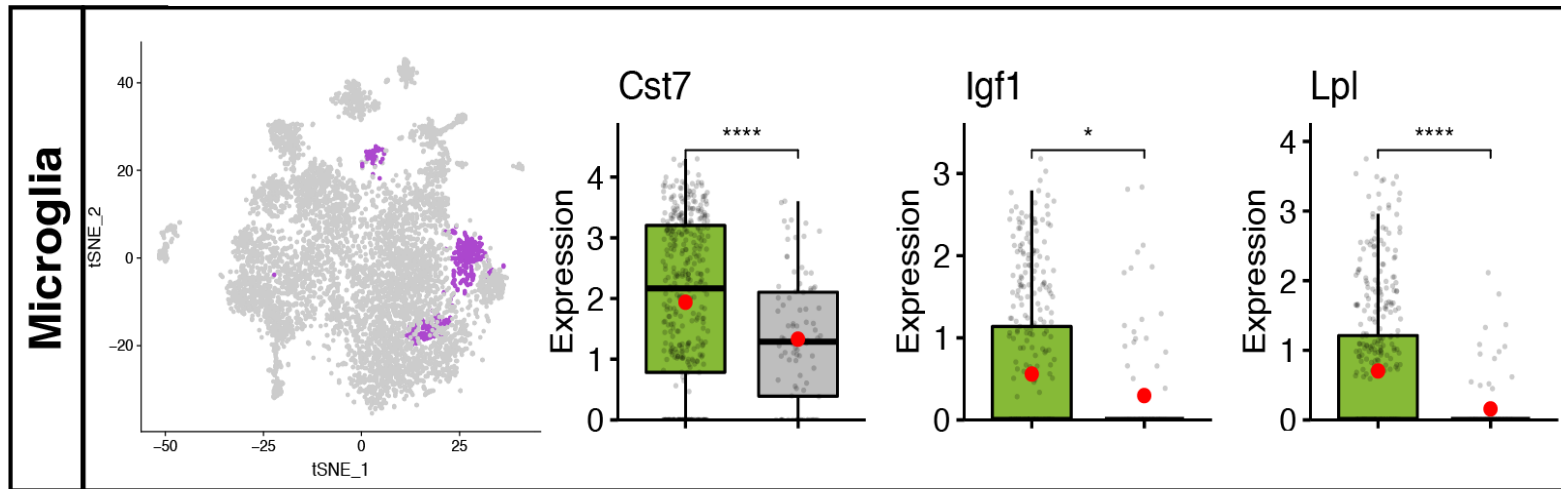 Microglia
tSNE_2
40
20
0
−20
−50
−25
0
25
tSNE_1
Cst7
****
Expression
4
3
2
1
0
Igf1
*
Expression
3
2
1
0
Lpl
****
Expression
4
3
2
1
0